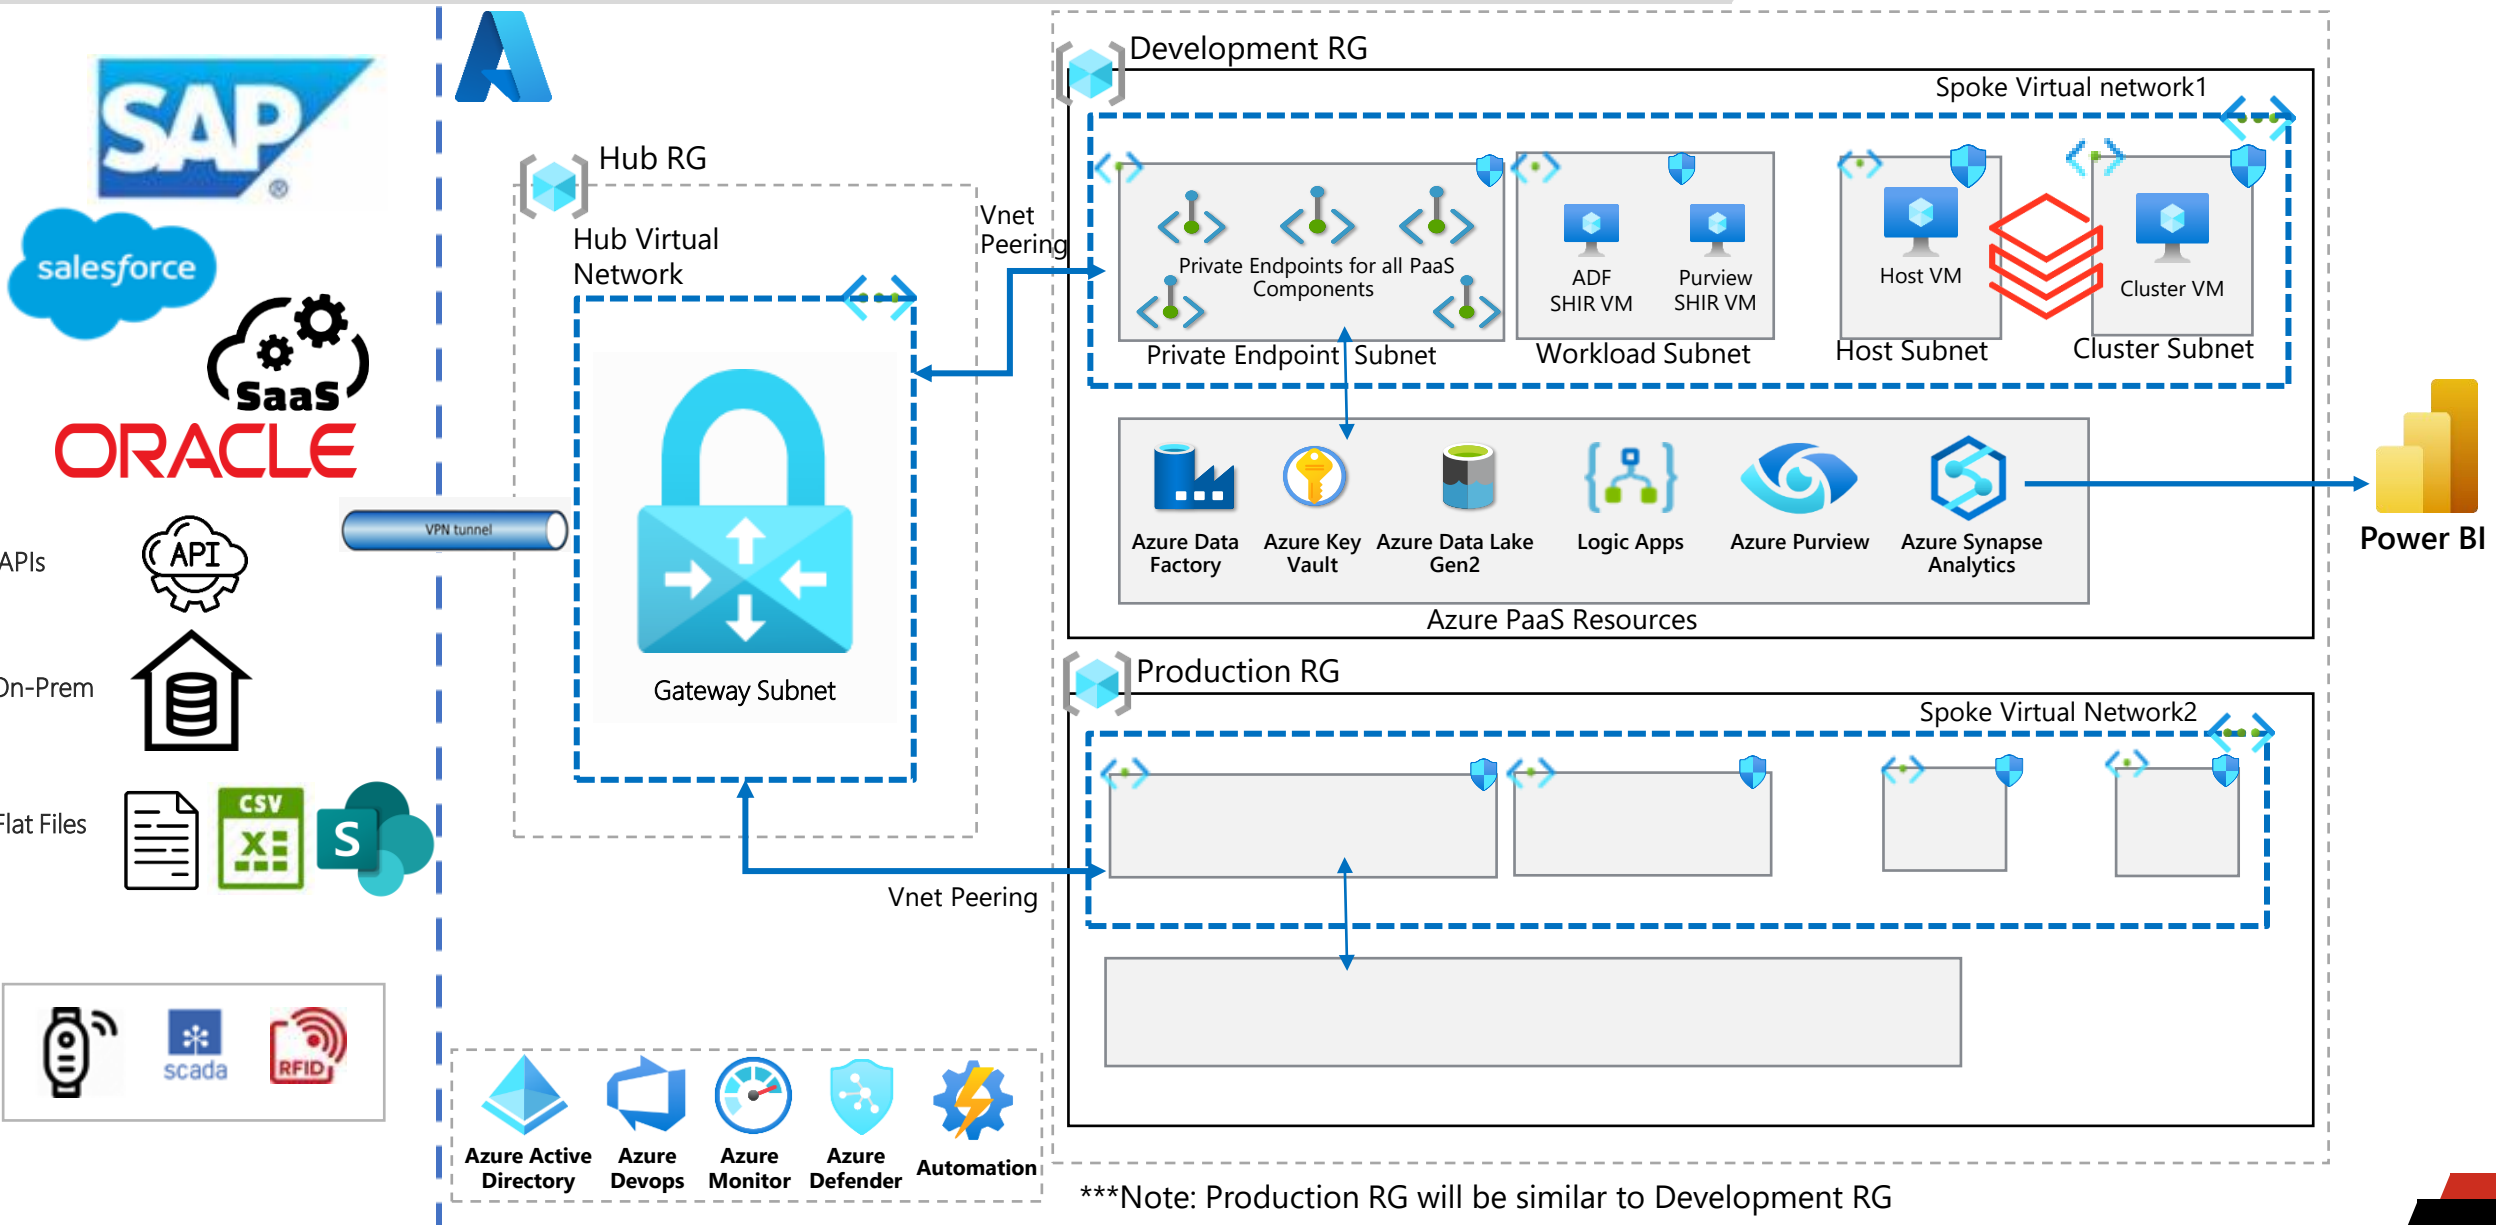 SAP
®
salesforce
SaaS
ORACLE
APIs
API
On-Prem
Flat Files
CSV
X
S
scada
RFID
VPN tunnel
Hub RG
Hub Virtual
Network
Gateway Subnet
Vnet
Peering
Vnet Peering
Azure Active
Directory
Azure
Devops
Azure
Monitor
Azure
Defender
Automation
Development RG
Spoke Virtual network1
Private Endpoints for all PaaS
Components
Private Endpoint Subnet
ADF
SHIR VM
Purview
SHIR VM
Workload Subnet
Host VM
Host Subnet
Cluster VM
Cluster Subnet
Azure Data
Factory
Azure Key
Vault
Azure Data Lake
Gen2
Logic Apps
Azure Purview
Azure Synapse
Analytics
Azure PaaS Resources
Power BI
Production RG
Spoke Virtual Network2
***Note: Production RG will be similar to Development RG